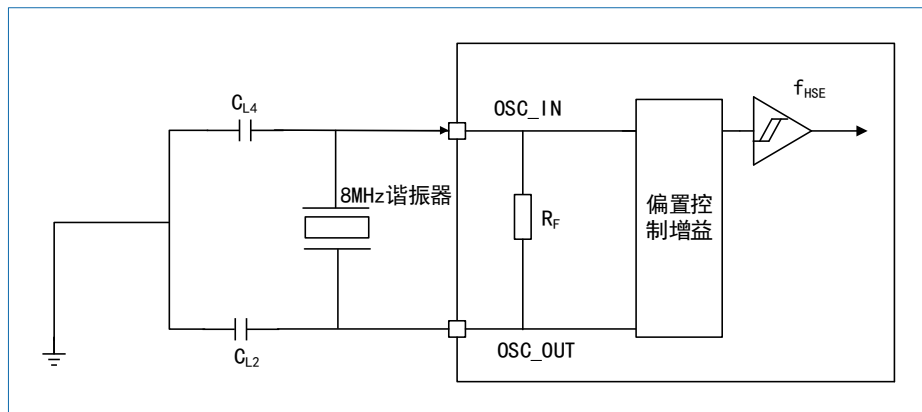 f_HSE
C_L4
OSC_IN
8MHz谐振器
R_F
偏置控
制增益
C_L2
OSC_OUT